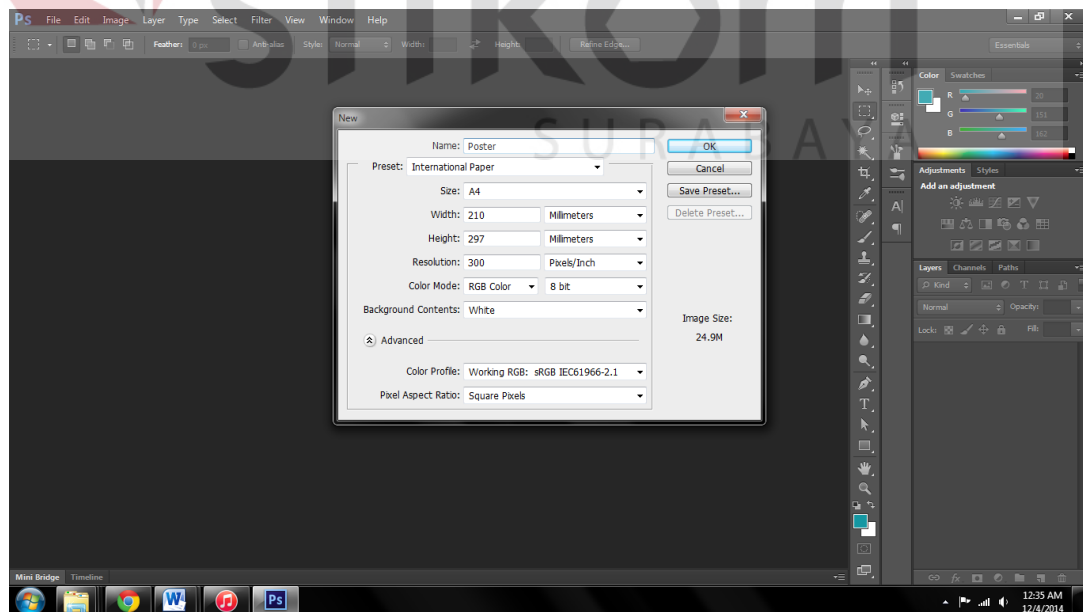 Ps File Edit Image Layer Type Select Filter View Window Help
Feather: 0 px Anti-alias Style: Normal Width: Height: Refine Edge... Essentials
SURABAYA
New
Name: Poster
Preset: International Paper
Size: A4
Width: 210 Milimeters
Height: 297 Milimeters
Resolution: 300 Pixels/Inch
Color Mode: RGB Color 8 bit
Background Contents: White
Advanced
Color Profile: Working RGB: sRGB IEC61966-2.1
Pixel Aspect Ratio: Square Pixels
OK
Cancel
Save Preset...
Delete Preset...
Image Size:
24.9M
Color Swatches
R 20
G 151
B 162
Adjustments Styles
Add an adjustment
Layers Channels Paths
Kind
Normal Opacity:
Lock: Fill:
Mini Bridge Timeline
Ps
12:35 AM
12/4/2014